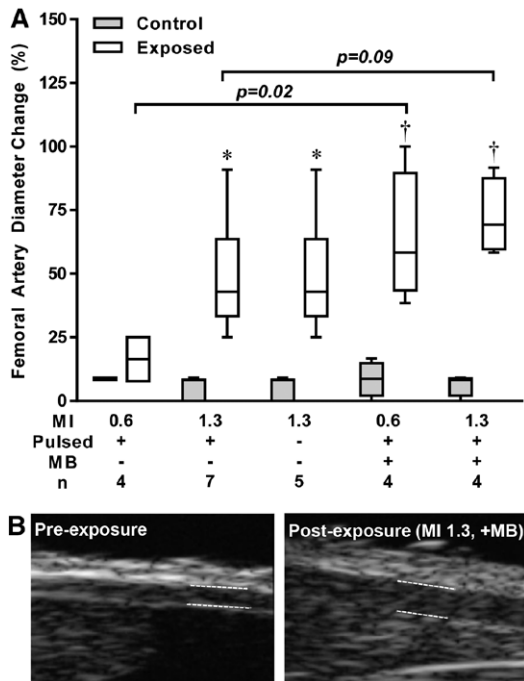 A
Femoral Artery Diameter Change (%)
150
125
100
75
50
25
0
Control
Exposed
p=0.09
p=0.02
* * † †
MI 0.6 1.3 1.3 0.6 1.3
Pulsed + + - + +
MB - - - + +
n 4 7 5 4 4
B
Pre-exposure
Post-exposure (MI 1.3, +MB)